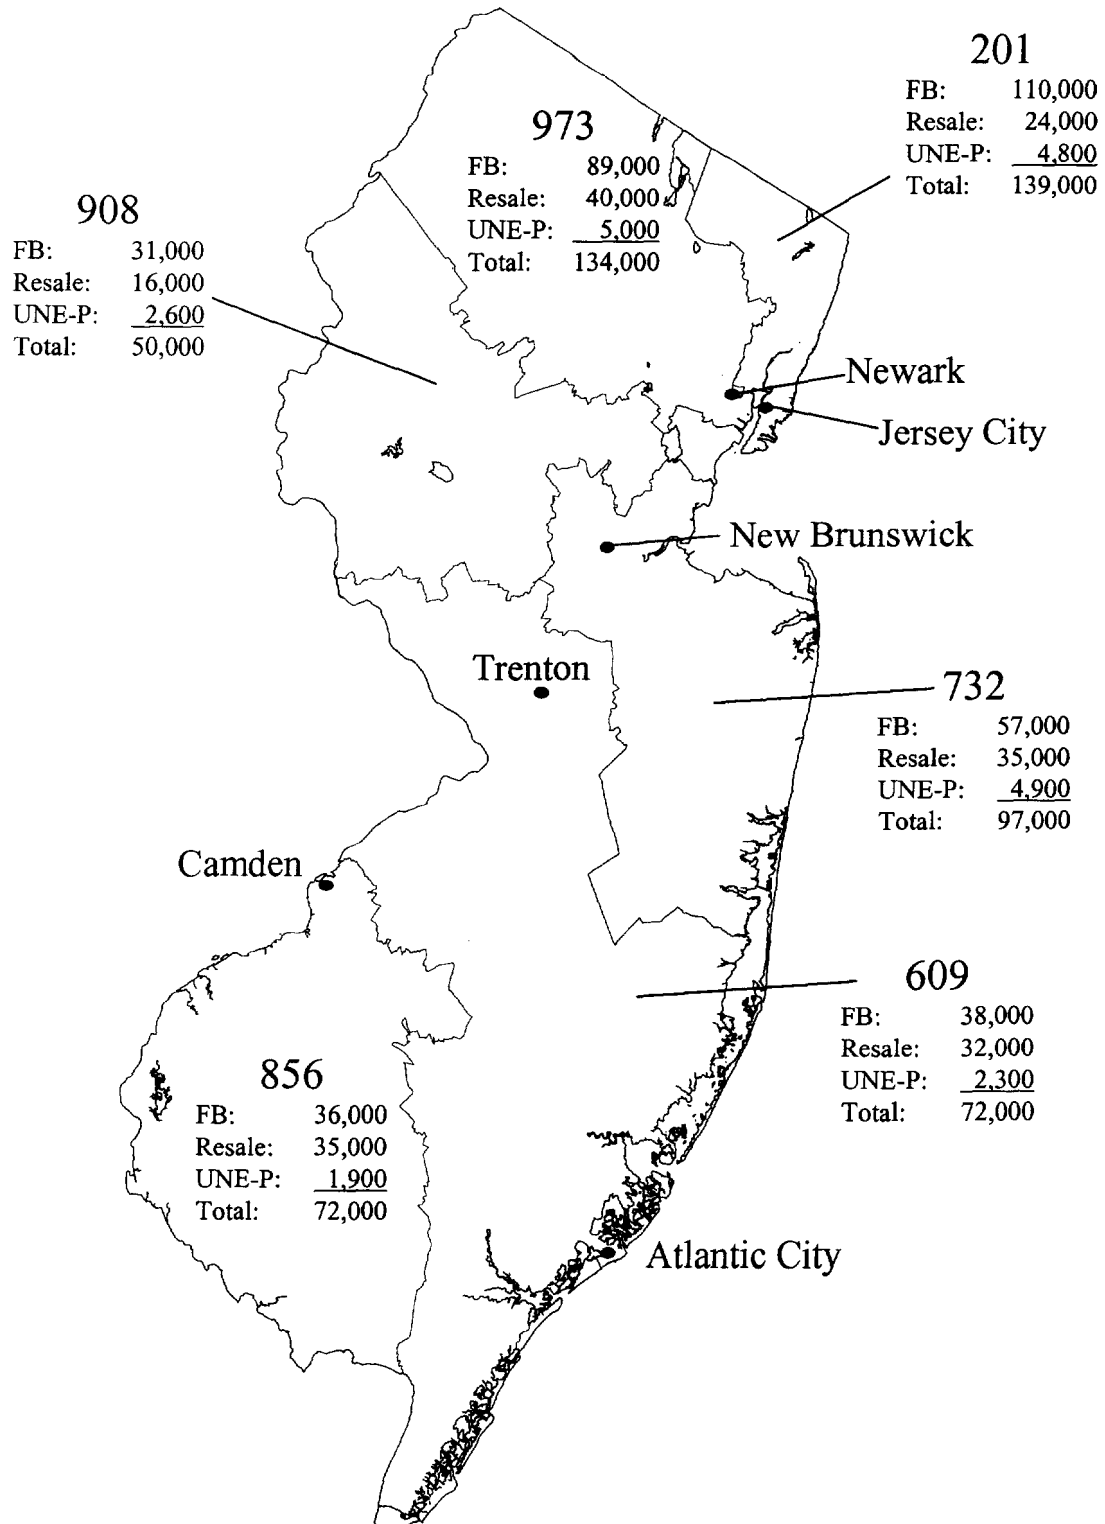 201
FB: 110,000
Resale: 24,000
UNE-P: 4,800
Total: 139,000
973
FB: 89,000
Resale: 40,000
UNE-P: 5,000
Total: 134,000
908
FB: 31,000
Resale: 16,000
UNE-P: 2,600
Total: 50,000
Newark
Jersey City
New Brunswick
Trenton
732
FB: 57,000
Resale: 35,000
UNE-P: 4,900
Total: 97,000
Camden
609
FB: 38,000
Resale: 32,000
UNE-P: 2,300
Total: 72,000
856
FB: 36,000
Resale: 35,000
UNE-P: 1,900
Total: 72,000
Atlantic City